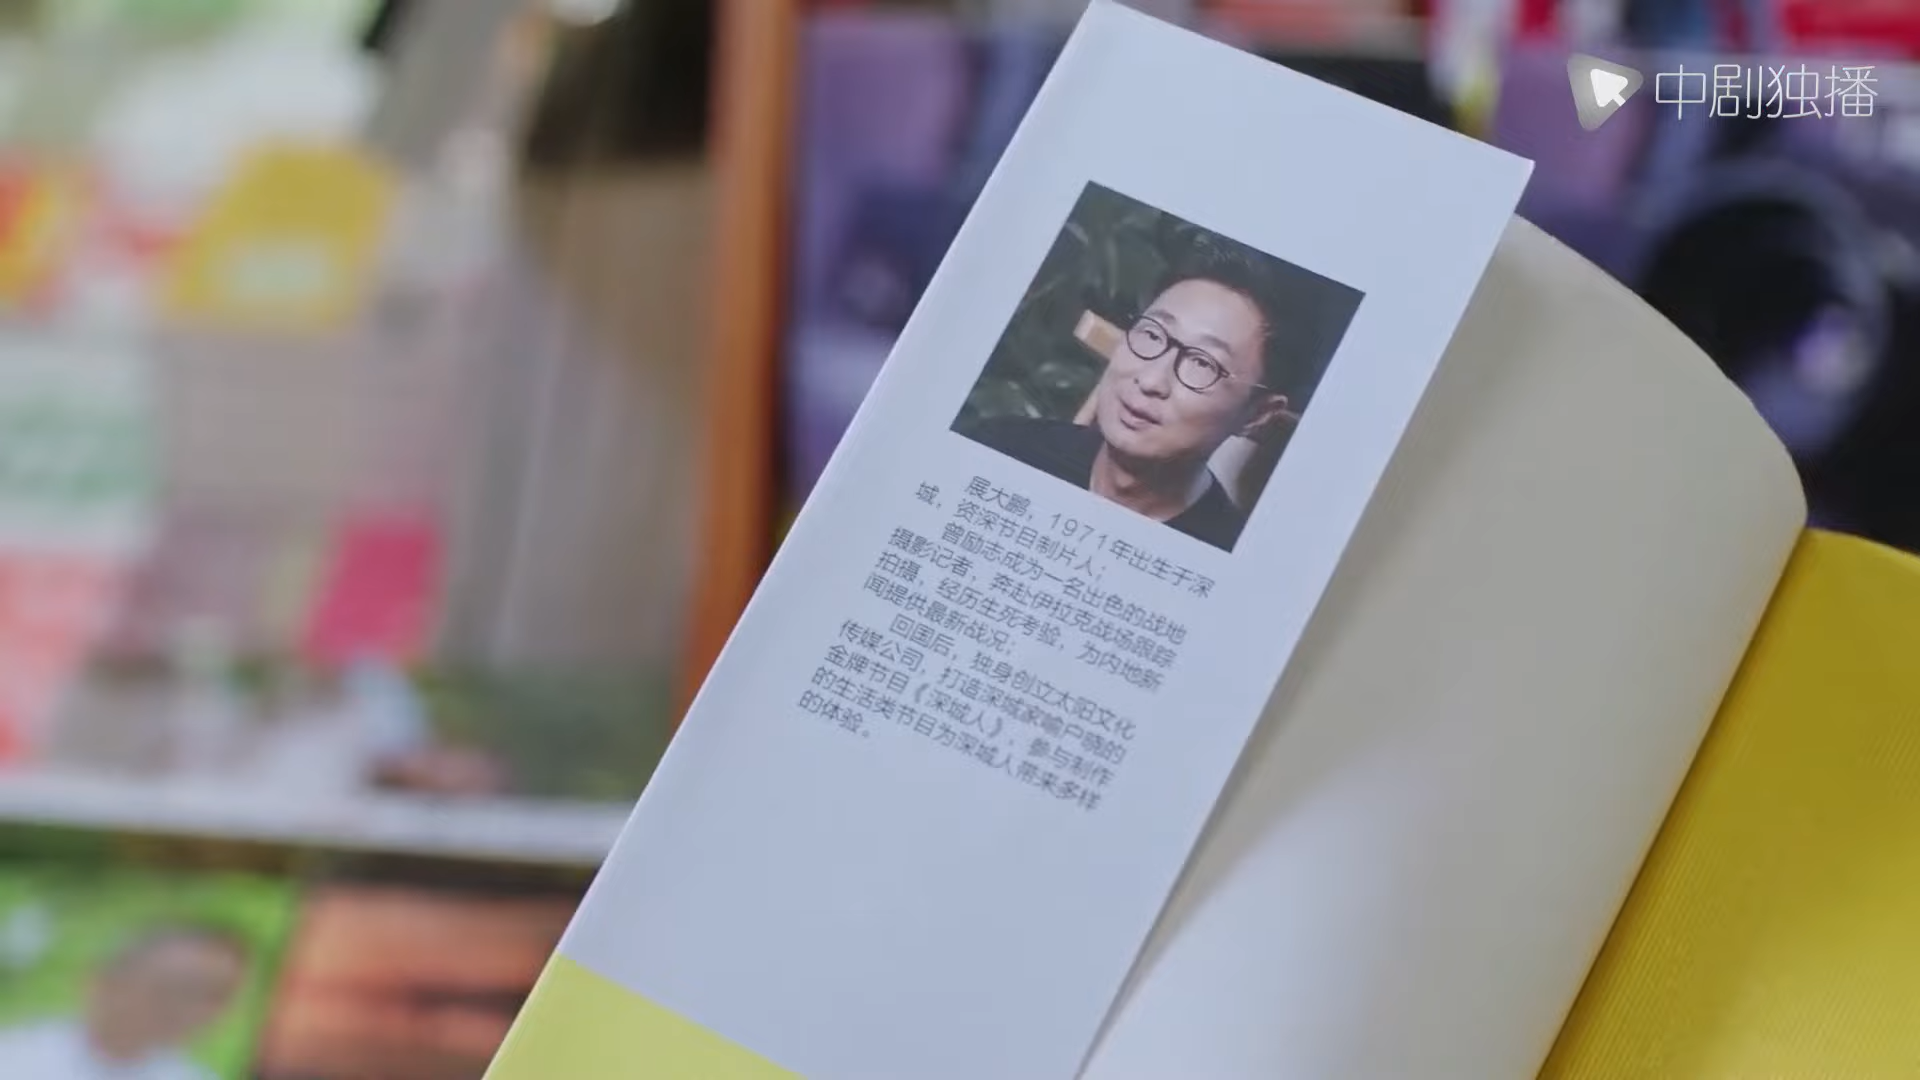 中剧独播
展大鹏，1971年出生于深
城，资深节目制片人；
曾励志成为一名出色的战地
摄影记者，奔赴伊拉克战场跟踪
拍摄，经历生死考验，为内地新
闻提供最新战况；
回国后，独身创立太阳文化
传媒公司，打造深城家喻户晓的
金牌节目《深城人》，参与制作
的生活类节目为深城人带来多样
的体验。